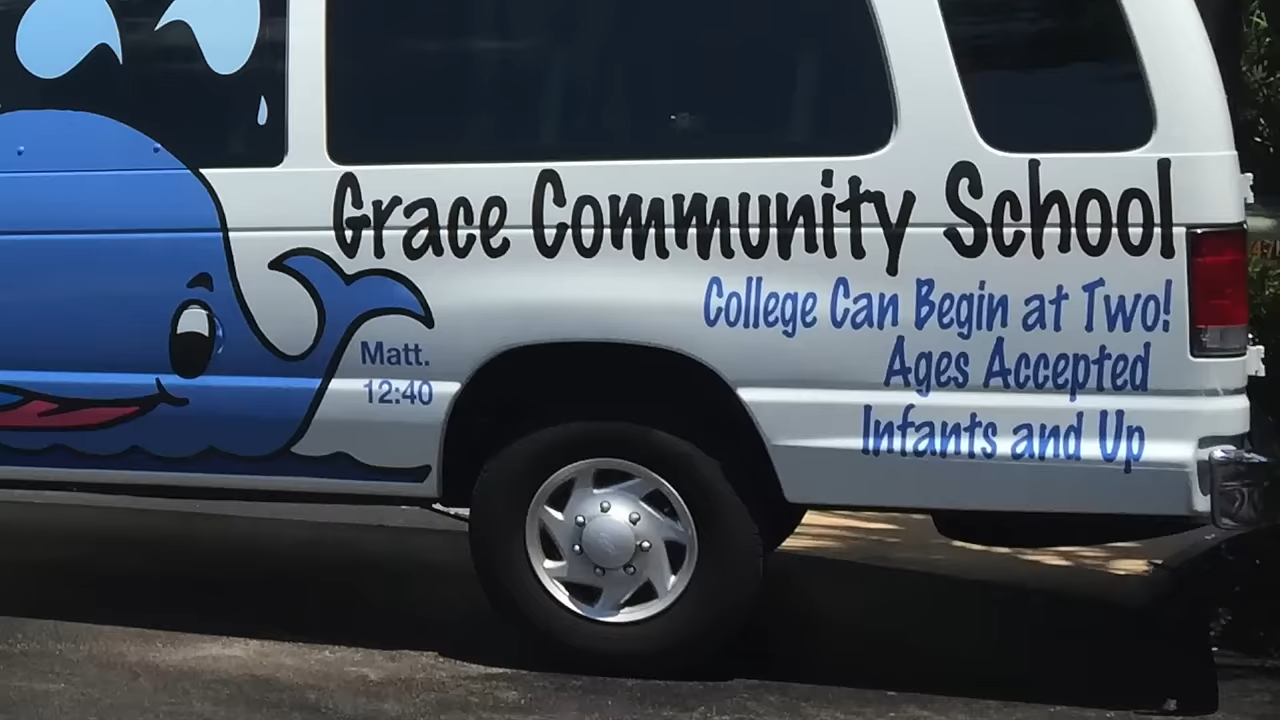 Grace Community School
College Can Begin at Two!
Ages Accepted
Infants and Up
Matt.
12:40